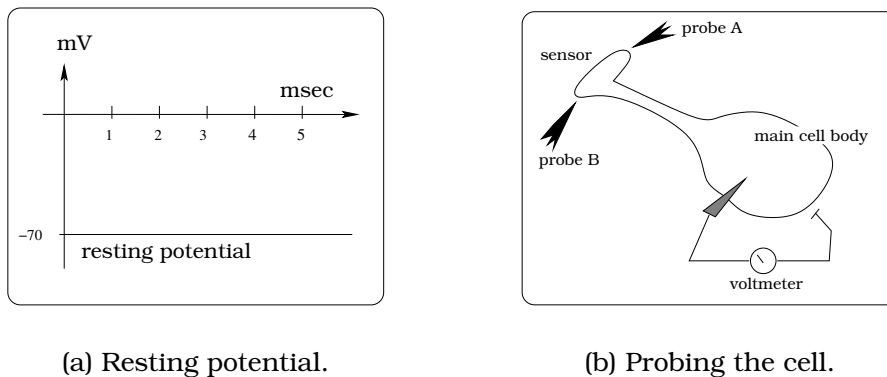 mV
msec
1 2 3 4 5
−70
resting potential
(a) Resting potential.
probe A
sensor
main cell body
probe B
voltmeter
(b) Probing the cell.